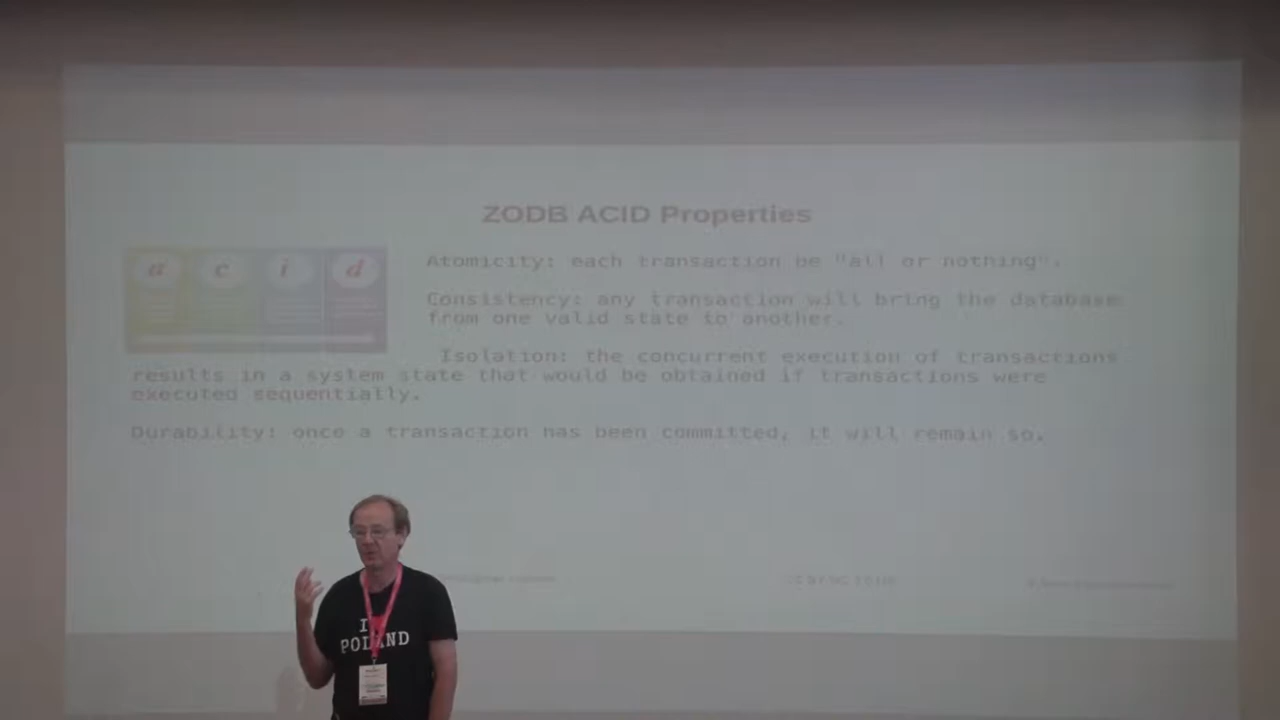 ZODB ACID Properties
a c i d
Atomicity: each transaction be "all or nothing".
Consistency: any transaction will bring the database
from one valid state to another.
Isolation: the concurrent execution of transactions
results in a system state that would be obtained if transactions were
executed sequentially.
Durability: once a transaction has been committed, it will remain so.
I
POLAND